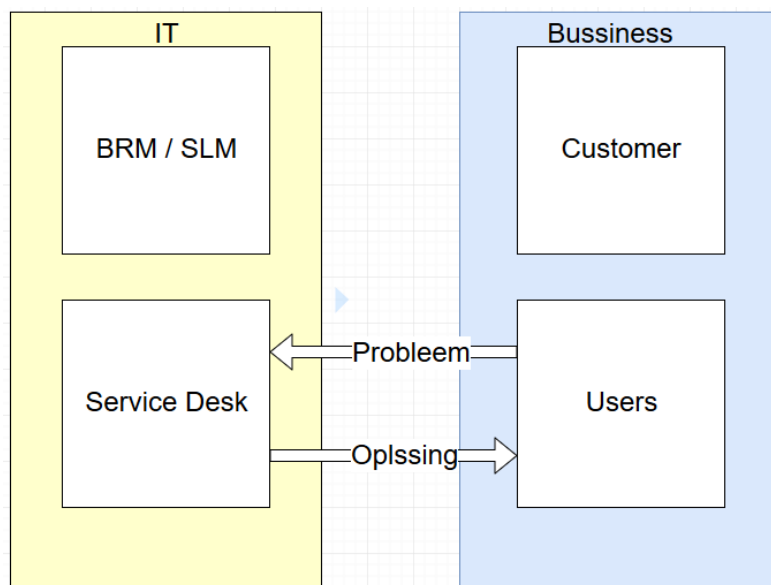 IT
Bussiness
BRM / SLM
Customer
Probleem
Service Desk
Users
Oplssing